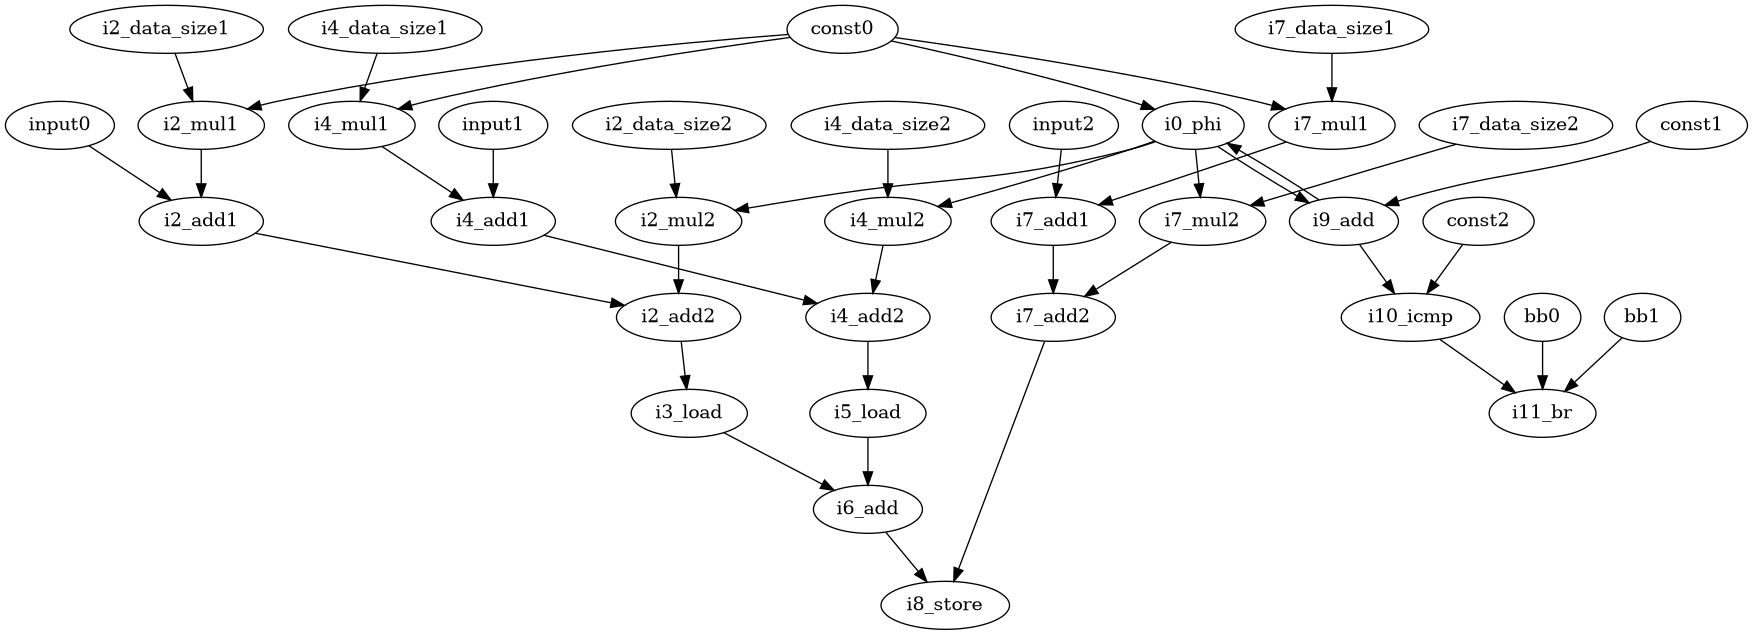 i2_data_size1
i4_data_size1
const0
i7_data_size1
input0
i2_mul1
i4_mul1
input1
i2_data_size2
i4_data_size2
input2
i0_phi
i7_mul1
i7_data_size2
const1
i2_add1
i4_add1
i2_mul2
i4_mul2
i7_add1
i7_mul2
i9_add
const2
i2_add2
i4_add2
i7_add2
i10_icmp
bb0
bb1
i3_load
i5_load
i11_br
i6_add
i8_store